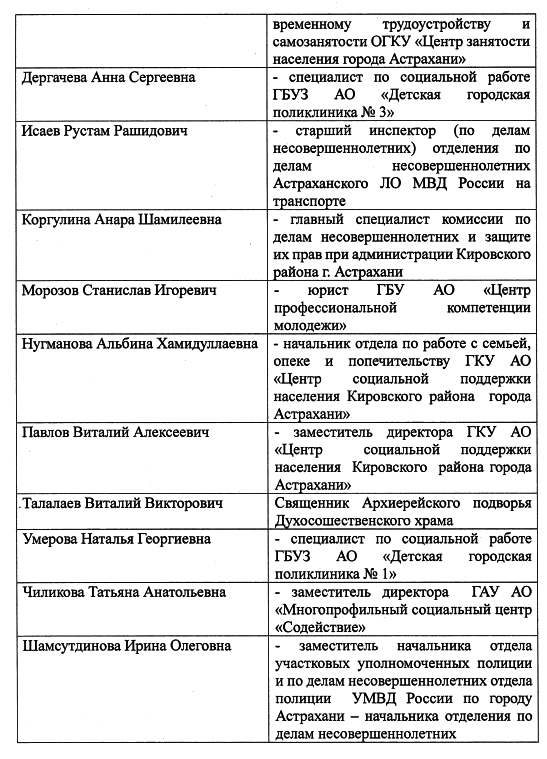 временному трудоустройству и
самозанятости ОГКУ «Центр занятости
населения города Астрахани»
Дергачева Анна Сергеевна
- специалист по социальной работе
ГБУЗ АО «Детская городская
поликлиника № 3»
Исаев Рустам Рашидович
- старший инспектор (по делам
несовершеннолетних) отделения по
делам несовершеннолетних
Астраханского ЛО МВД России на
транспорте
Коргулина Анара Шамилеевна
- главный специалист комиссии по
делам несовершеннолетних и защите
их прав при администрации Кировского
района г. Астрахани
Морозов Станислав Игоревич
- юрист ГБУ АО «Центр
профессиональной компетенции
молодежи»
Нугманова Альбина Хамидуллаевна
- начальник отдела по работе с семьей,
опеке и попечительству ГКУ АО
«Центр социальной поддержки
населения Кировского района города
Астрахани»
Павлов Виталий Алексеевич
- заместитель директора ГКУ АО
«Центр социальной поддержки
населения Кировского района города
Астрахани»
Талалаев Виталий Викторович
Священник Архиерейского подворья
Духосошественского храма
Умерова Наталья Георгиевна
- специалист по социальной работе
ГБУЗ АО «Детская городская
поликлиника № 1»
Чиликова Татьяна Анатольевна
- заместитель директора ГАУ АО
«Многопрофильный социальный центр
«Содействие»
Шамсутдинова Ирина Олеговна
- заместитель начальника отдела
участковых уполномоченных полиции
и по делам несовершеннолетних отдела
полиции УМВД России по городу
Астрахани – начальника отделения по
делам несовершеннолетних